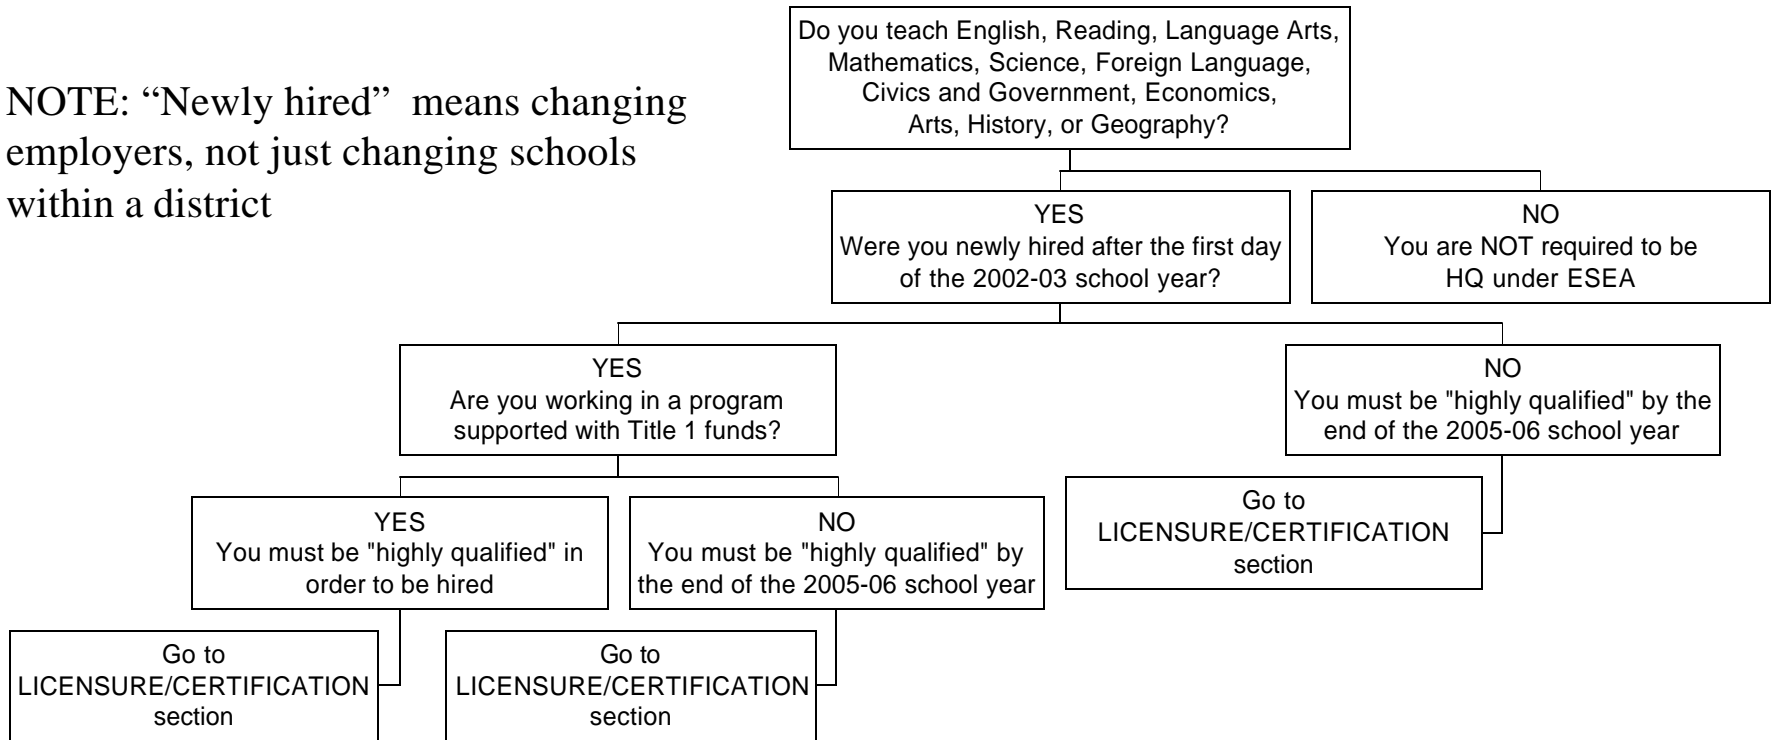 Do you teach English, Reading, Language Arts,
Mathematics, Science, Foreign Language,
Civics and Government, Economics,
Arts, History, or Geography?
NOTE: “Newly hired” means changing
employers, not just changing schools
within a district
YES
Were you newly hired after the first day
of the 2002-03 school year?
NO
You are NOT required to be
HQ under ESEA
YES
Are you working in a program
supported with Title 1 funds?
NO
You must be "highly qualified" by the
end of the 2005-06 school year
Go to
LICENSURE/CERTIFICATION
section
YES
You must be "highly qualified" in
order to be hired
NO
You must be "highly qualified" by
the end of the 2005-06 school year
Go to
LICENSURE/CERTIFICATION
section
Go to
LICENSURE/CERTIFICATION
section